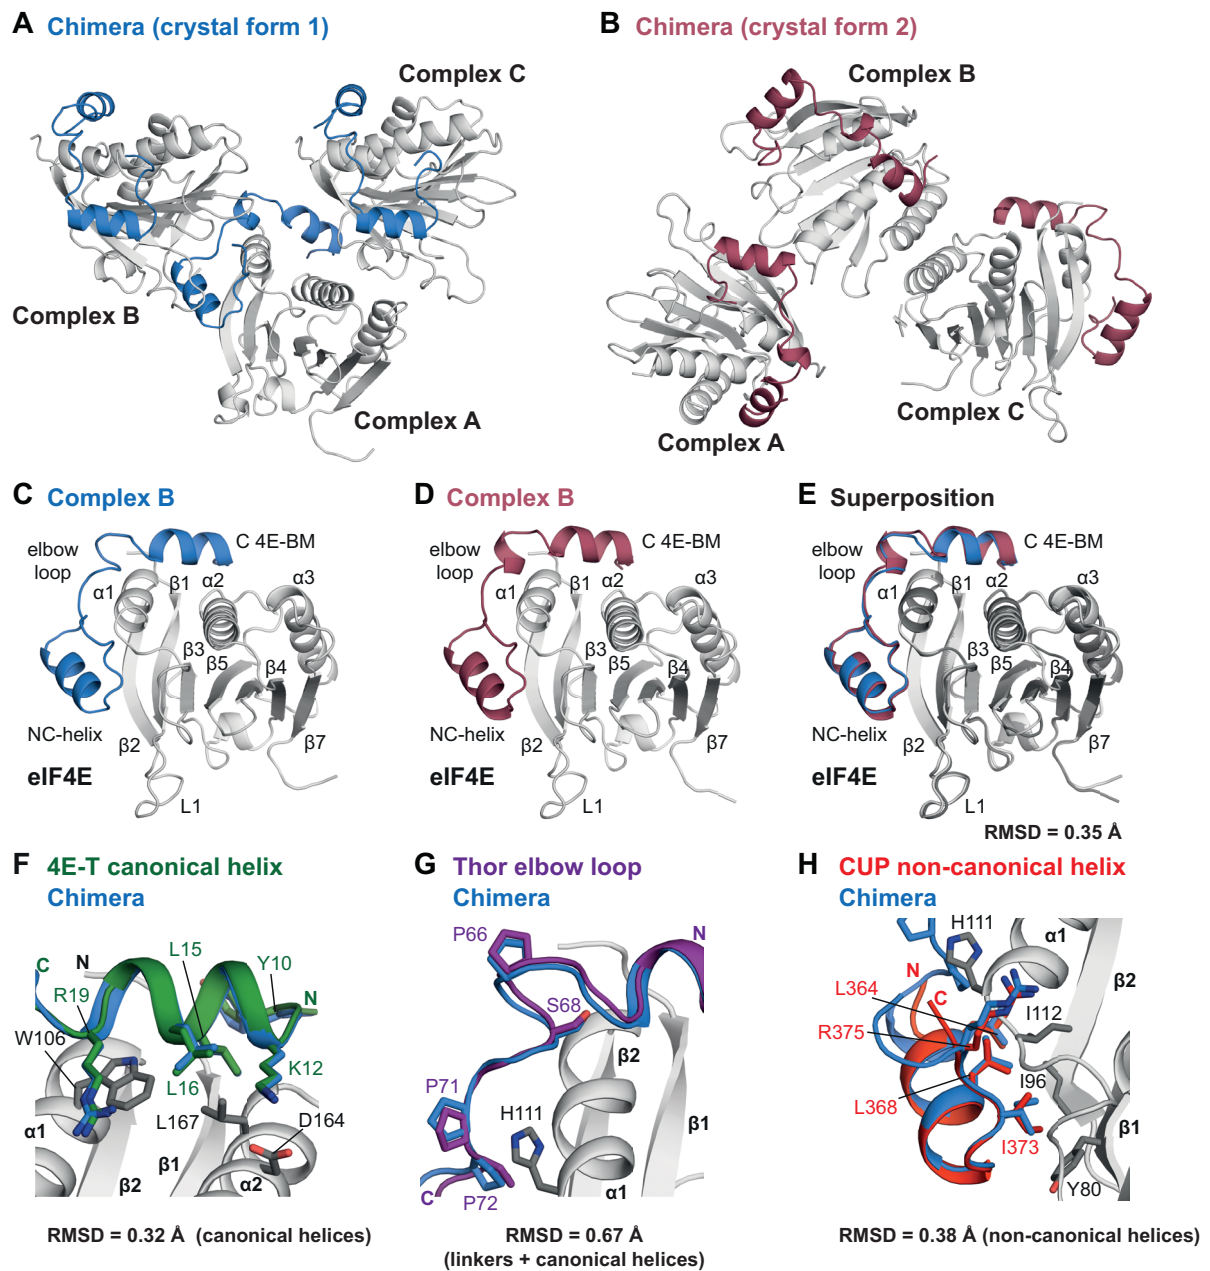 A Chimera (crystal form 1)
Complex C
Complex B
Complex A
B Chimera (crystal form 2)
Complex B
Complex A
Complex C
C Complex B
elbow
loop
C 4E-BM
α1
β1
α2
α3
β3
β5
β4
NC-helix
β2
β7
eIF4E
L1
D Complex B
elbow
loop
C 4E-BM
α1
β1
α2
α3
β3
β5
β4
NC-helix
β2
β7
eIF4E
L1
E Superposition
elbow
loop
C 4E-BM
α1
β1
α2
α3
β3
β5
β4
NC-helix
β2
β7
eIF4E
L1
RMSD = 0.35 Å
F 4E-T canonical helix
Chimera
C
N
L15
Y10
R19
N
W106
K12
L16
L167
D164
α1
β1
β2
α2
RMSD = 0.32 Å (canonical helices)
G Thor elbow loop
Chimera
P66
N
S68
β2
P71
H111
β1
C
P72
α1
RMSD = 0.67 Å
(linkers + canonical helices)
H CUP non-canonical helix
Chimera
H111
α1
N
β2
L364
C
R375
I112
I96
L368
I373
β1
Y80
RMSD = 0.38 Å (non-canonical helices)